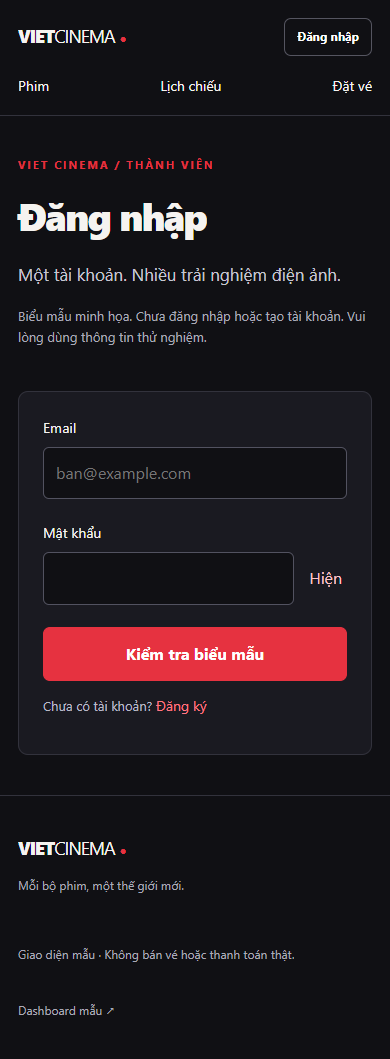 VIETCINEMA
Đăng nhập
Phim
Lịch chiếu
Đặt vé
VIET CINEMA / THÀNH VIÊN
Đăng nhập
Một tài khoản. Nhiều trải nghiệm điện ảnh.
Biểu mẫu minh họa. Chưa đăng nhập hoặc tạo tài khoản. Vui
lòng dùng thông tin thử nghiệm.
Email
ban@example.com
Mật khẩu
Hiện
Kiểm tra biểu mẫu
Chưa có tài khoản? Đăng ký
VIETCINEMA
Mỗi bộ phim, một thế giới mới.
Giao diện mẫu · Không bán vé hoặc thanh toán thật.
Dashboard mẫu ↗